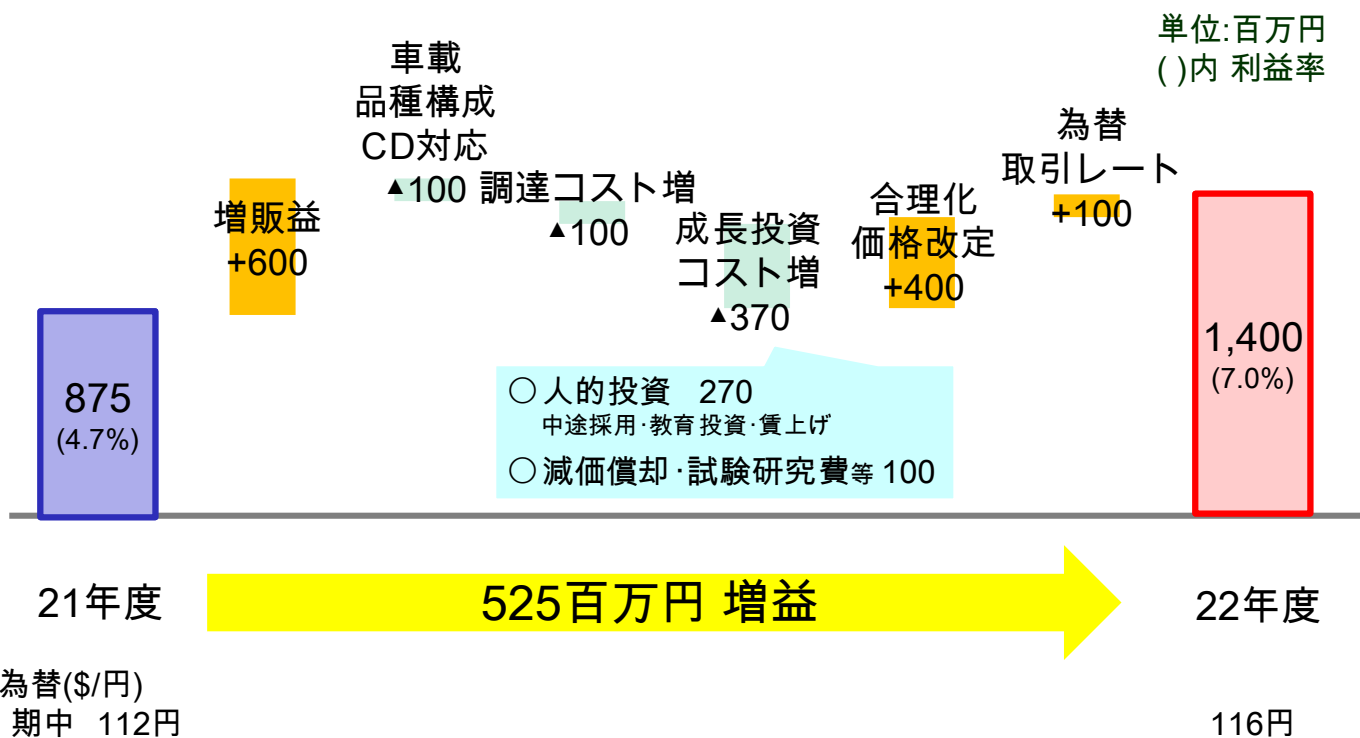 単位:百万円
( )内 利益率
車載
品種構成
CD対応
▲100
調達コスト増
▲100
増販益
+600
成長投資
コスト増
▲370
合理化
価格改定
+400
為替
取引レート
+100
875
(4.7%)
1,400
(7.0%)
○人的投資 270
中途採用･教育投資･賃上げ
○減価償却･試験研究費等 100
21年度
525百万円 増益
22年度
為替($/円)
期中 112円
116円